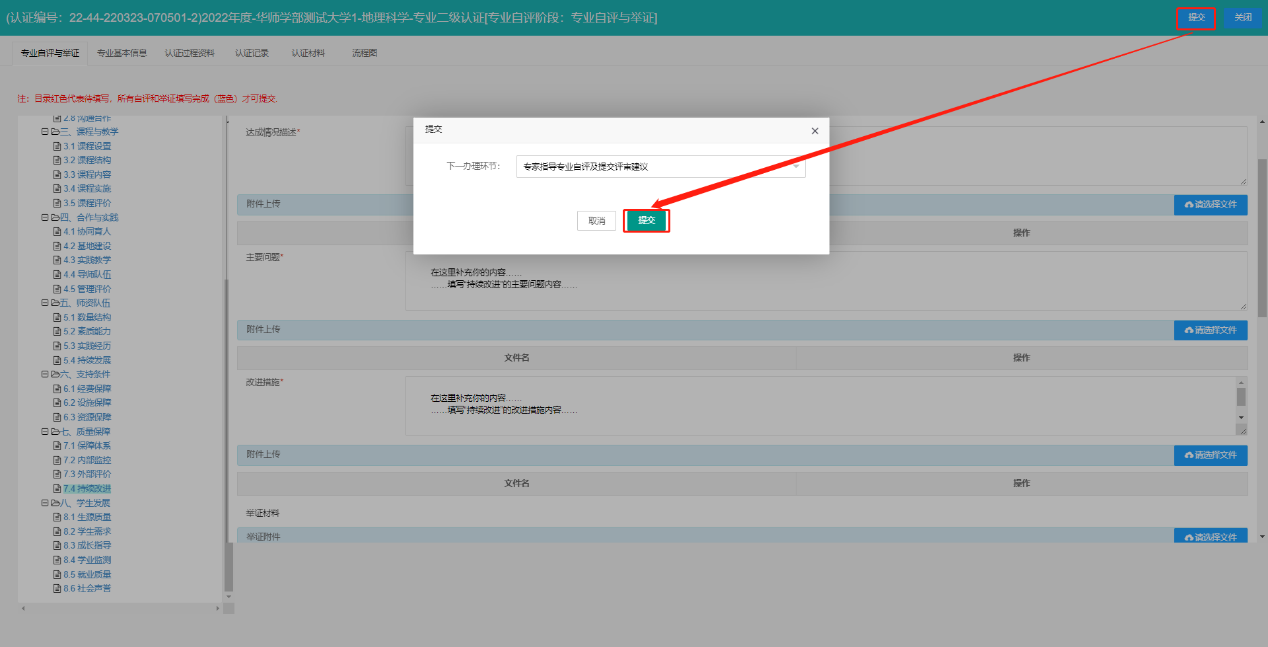 (认证编号：22-44-220323-070501-2)2022年度-华师学部测试大学1-地理科学-专业二级认证[专业自评阶段：专业自评与举证]
提交 关闭
专业自评与举证 专业基本信息 认证过程资料 认证记录 认证材料 流程图
注：目录红色代表待填写，所有自评和举证填写完成（蓝色）才可提交.
2.8 沟通合作
三、课程与教学
3.1 课程设置
3.2 课程结构
3.3 课程内容
3.4 课程实施
3.5 课程评价
四、合作与实践
4.1 协同育人
4.2 基地建设
4.3 实践教学
4.4 导师队伍
4.5 管理评价
五、师资队伍
5.1 数量结构
5.2 素质能力
5.3 实践经历
5.4 持续发展
六、支持条件
6.1 经费保障
6.2 设施保障
6.3 资源保障
七、质量保障
7.1 保障体系
7.2 内部监控
7.3 外部评价
7.4 持续改进
八、学生发展
8.1 生源质量
8.2 学生需求
8.3 成长指导
8.4 学业监测
8.5 就业质量
8.6 社会声誉
达成情况描述*
附件上传
请选择文件
操作
主要问题*
在这里补充你的内容……
……填写“持续改进”的主要问题内容……
附件上传
请选择文件
文件名 操作
改进措施*
在这里补充你的内容……
……填写“持续改进”的改进措施内容……
附件上传
请选择文件
文件名 操作
举证材料
举证附件
请选择文件
提交
×
下一办理环节：
专家指导专业自评及提交评审建议
取消 提交